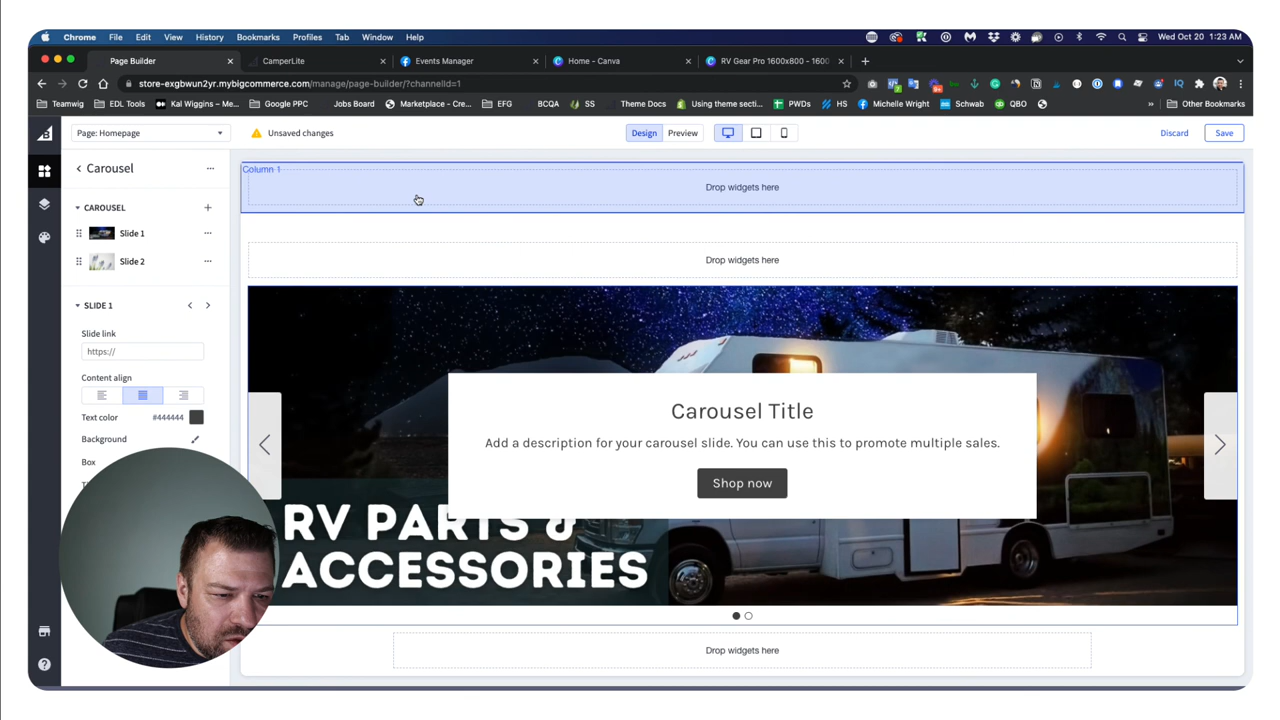 Chrome File Edit View History Bookmarks Profiles Tab Window Help Wed Oct 20 1:23 AM
Page Builder CamperLite Events Manager Home - Canva RV Gear Pro 1600x800 - 1600
store-exgbwun2yr.mybigcommerce.com/manage/page-builder/?channelId=1
Teamwig EDL Tools Kal Wiggins – Me... Google PPC Jobs Board Marketplace - Cre... EFG BCQA SS Theme Docs Using theme secti... PWDs HS Michelle Wright Schwab QBO » Other Bookmarks
Page: Homepage Unsaved changes Design Preview Discard Save
Carousel
CAROUSEL
Slide 1
Slide 2
SLIDE 1
Slide link
https://
Content align
Text color #444444
Background
Box
Column 1
Drop widgets here
Drop widgets here
Carousel Title
Add a description for your carousel slide. You can use this to promote multiple sales.
Shop now
RV PARTS &
ACCESSORIES
Drop widgets here